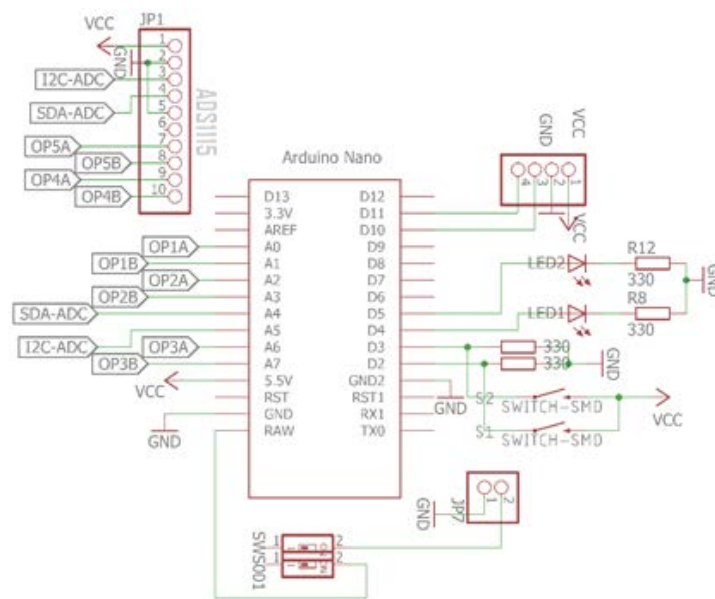 JP1
VCC
GND
1
2
3
4
5
6
7
8
9
10
I2C-ADC
SDA-ADC
OP5A
OP5B
OP4A
OP4B
ADS1115
Arduino Nano
D13
3.3V
AREF
A0
A1
A2
A3
A4
A5
A6
A7
5.5V
RST
GND
RAW
D12
D11
D10
D9
D8
D7
D6
D5
D4
D3
D2
GND2
RST1
RX1
TX0
OP1A
OP1B
OP2A
OP2B
SDA-ADC
I2C-ADC
OP3A
OP3B
VCC
GND
GND
VCC
4
3
2
1
VCC
LED2
R12
330
LED1
R8
330
GND
330
330
GND
GND
S2
SWITCH-SMD
S1
SWITCH-SMD
VCC
GND
JP7
1
2
SWS001
1
1
2
2